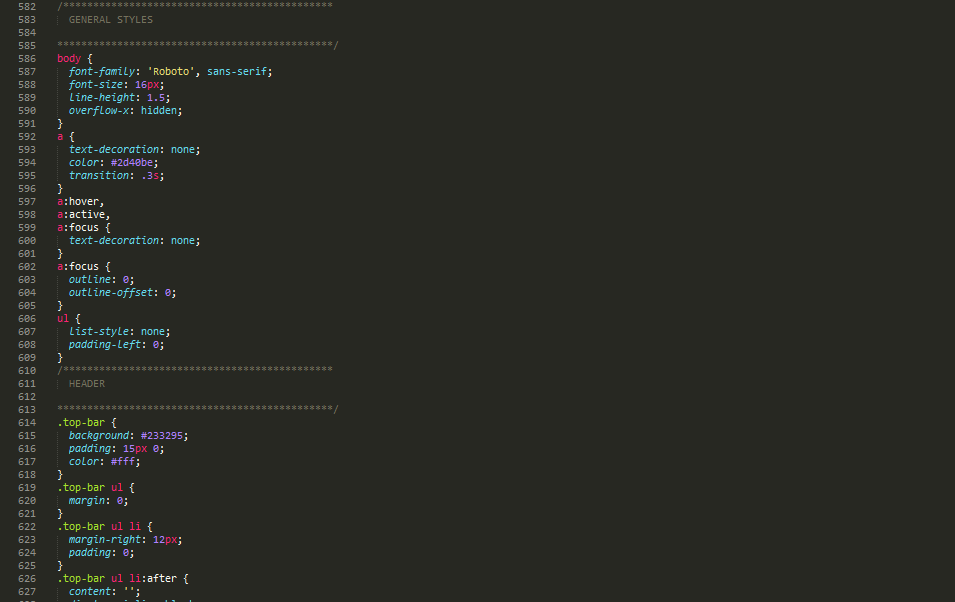 582 /*********************************************
583 GENERAL STYLES
584
585 **********************************************/
586 body {
587 font-family: 'Roboto', sans-serif;
588 font-size: 16px;
589 line-height: 1.5;
590 overflow-x: hidden;
591 }
592 a {
593 text-decoration: none;
594 color: #2d40be;
595 transition: .3s;
596 }
597 a:hover,
598 a:active,
599 a:focus {
600 text-decoration: none;
601 }
602 a:focus {
603 outline: 0;
604 outline-offset: 0;
605 }
606 ul {
607 list-style: none;
608 padding-left: 0;
609 }
610 /*********************************************
611 HEADER
612
613 **********************************************/
614 .top-bar {
615 background: #233295;
616 padding: 15px 0;
617 color: #fff;
618 }
619 .top-bar ul {
620 margin: 0;
621 }
622 .top-bar ul li {
623 margin-right: 12px;
624 padding: 0;
625 }
626 .top-bar ul li:after {
627 content: '';